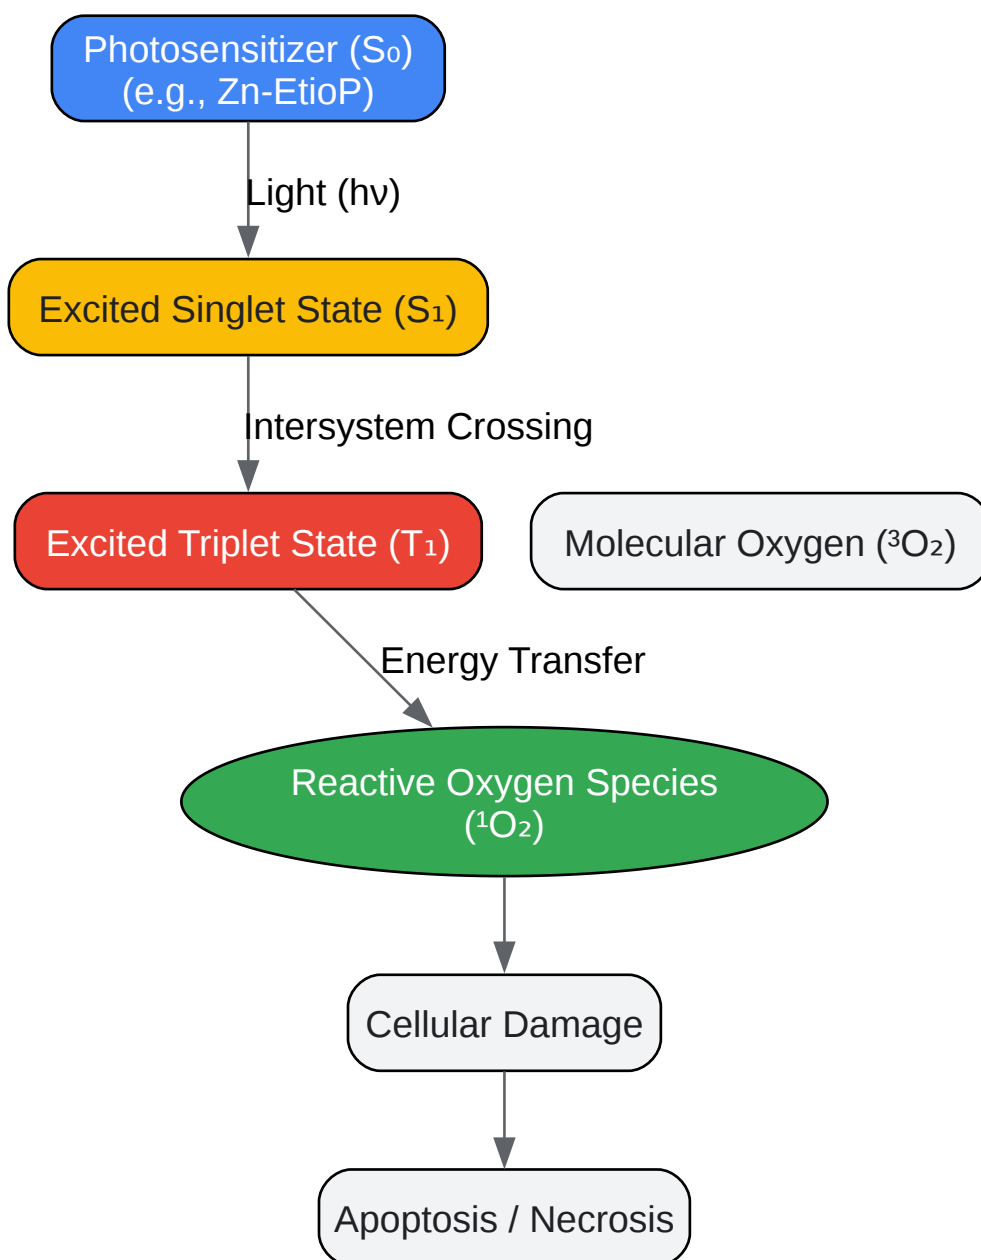 Photosensitizer (S₀)
(e.g., Zn-EtioP)
Light (hν)
Excited Singlet State (S₁)
Intersystem Crossing
Excited Triplet State (T₁)
Molecular Oxygen (³O₂)
Energy Transfer
Reactive Oxygen Species
(¹O₂)
Cellular Damage
Apoptosis / Necrosis